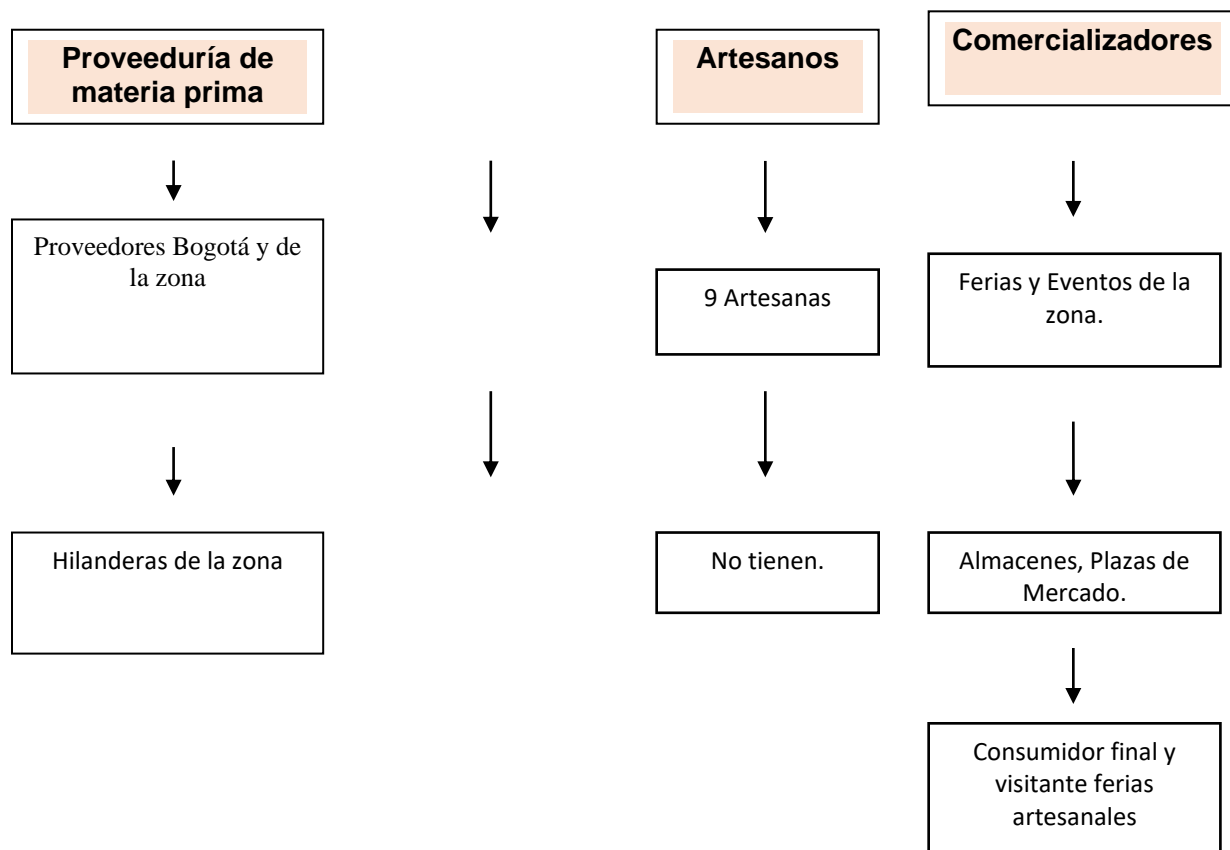 Proveeduría de
materia prima
Artesanos
Comercializadores
Proveedores Bogotá y de
la zona
9 Artesanas
Ferias y Eventos de la
zona.
Hilanderas de la zona
No tienen.
Almacenes, Plazas de
Mercado.
Consumidor final y
visitante ferias
artesanales